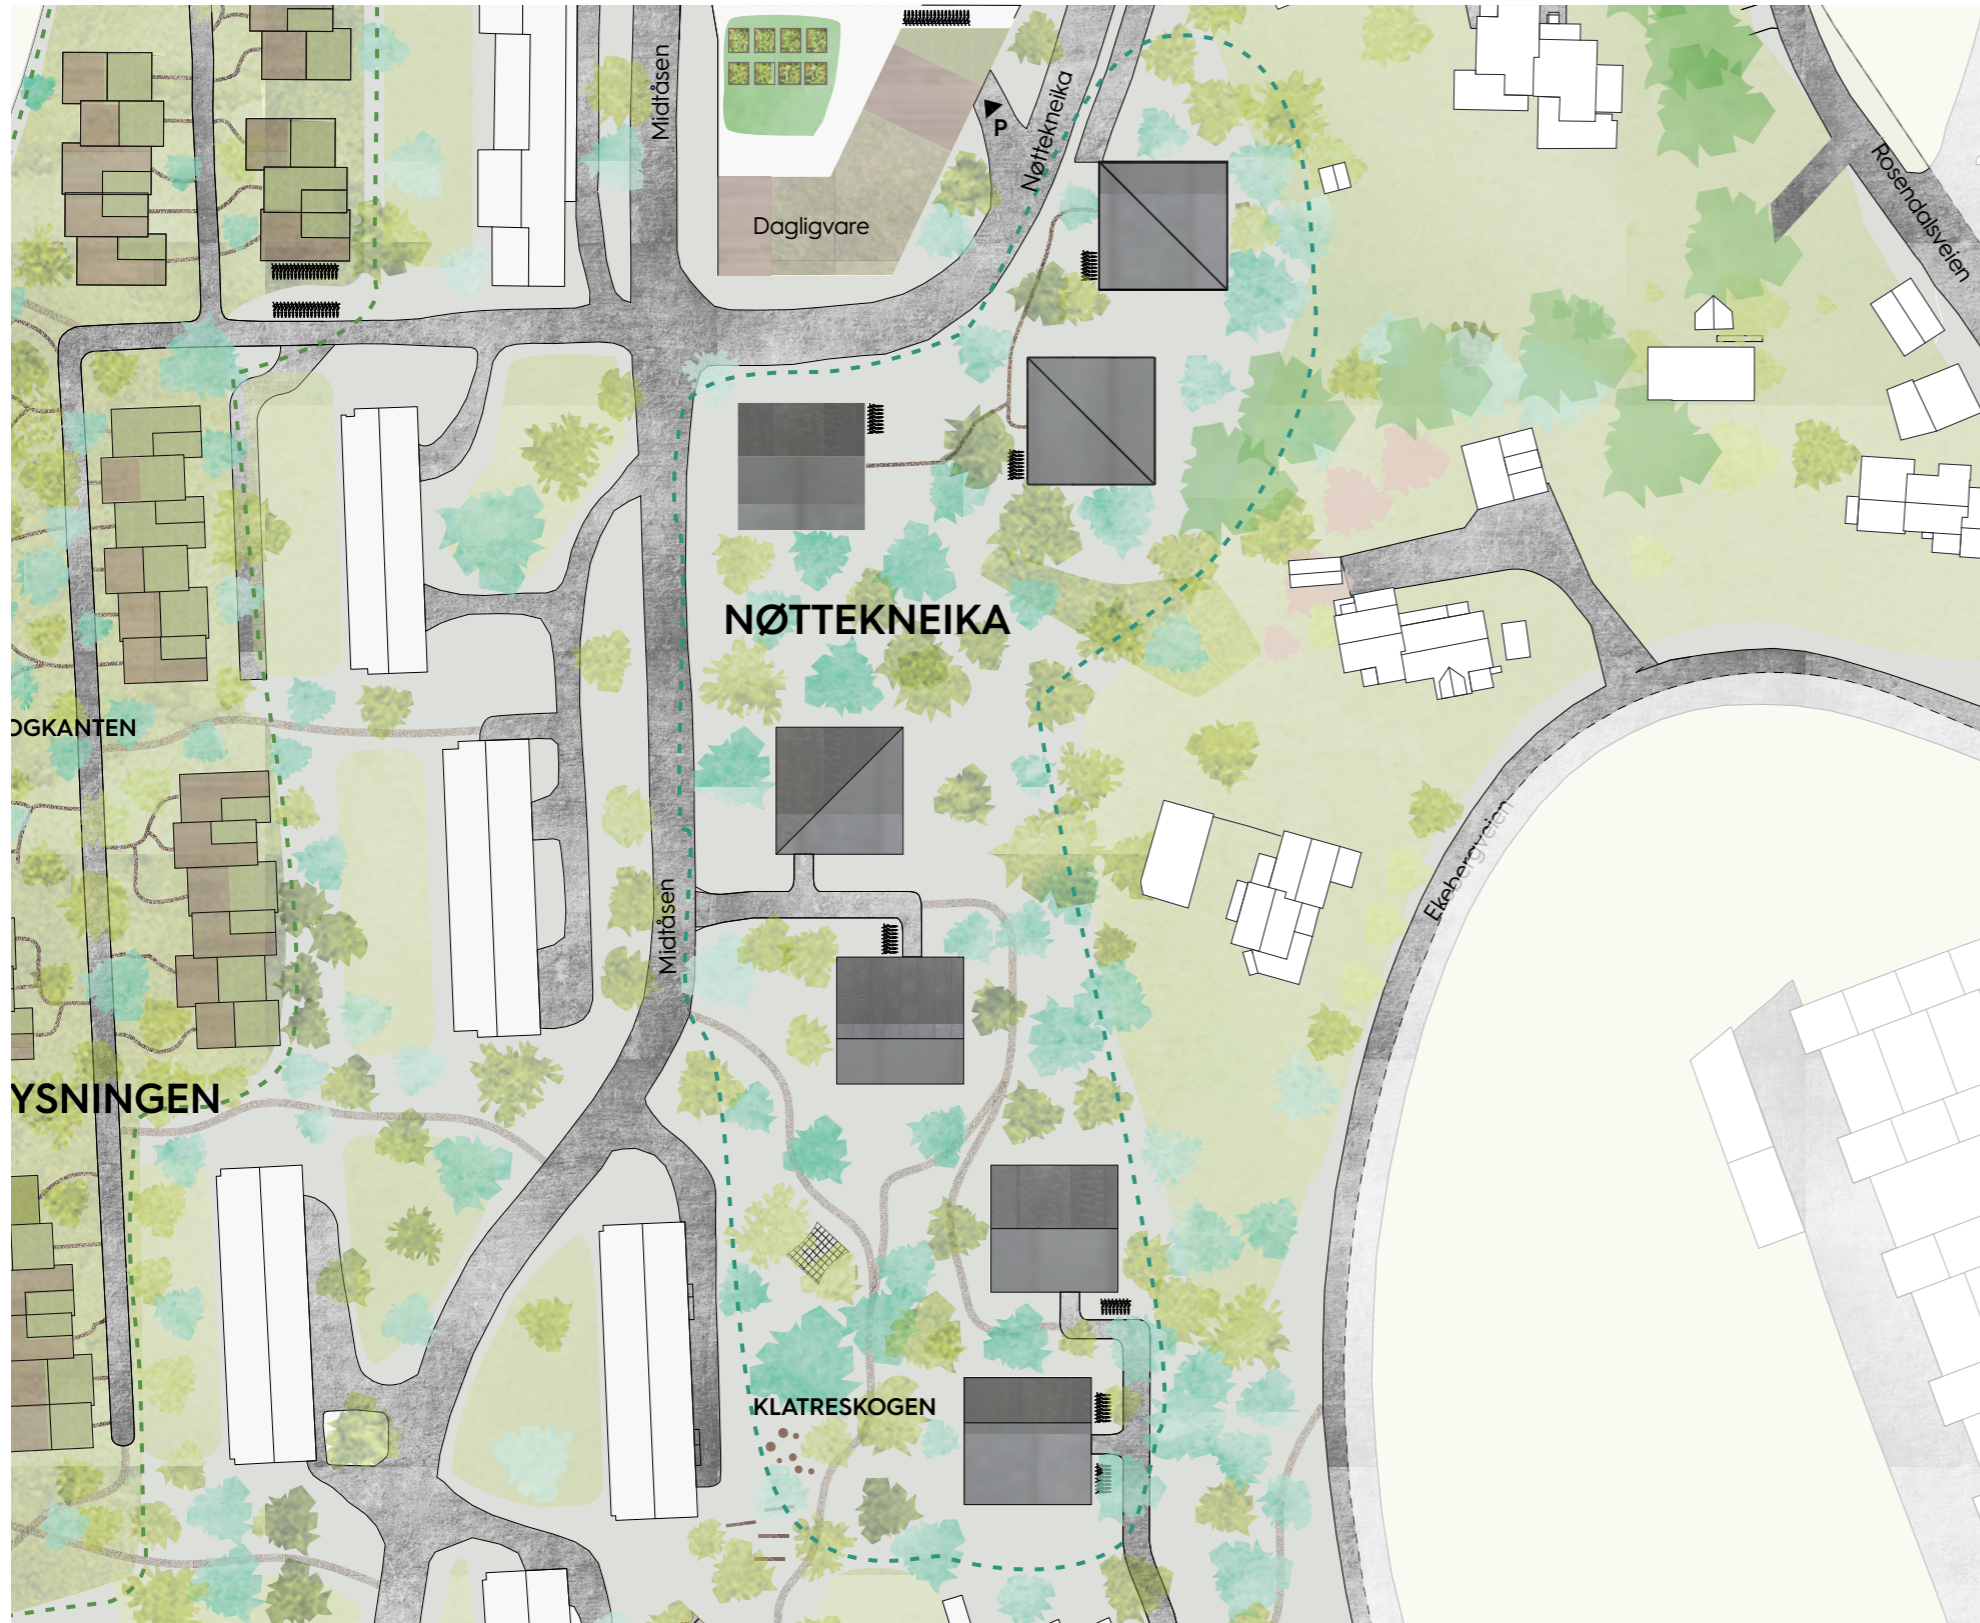 Midtåsen
P
Nøttekneika
Rosendalsveien
Dagligvare
NØTTEKNEIKA
OGKANTEN
Ekebergveien
Midtåsen
YSNINGEN
KLATRESKOGEN